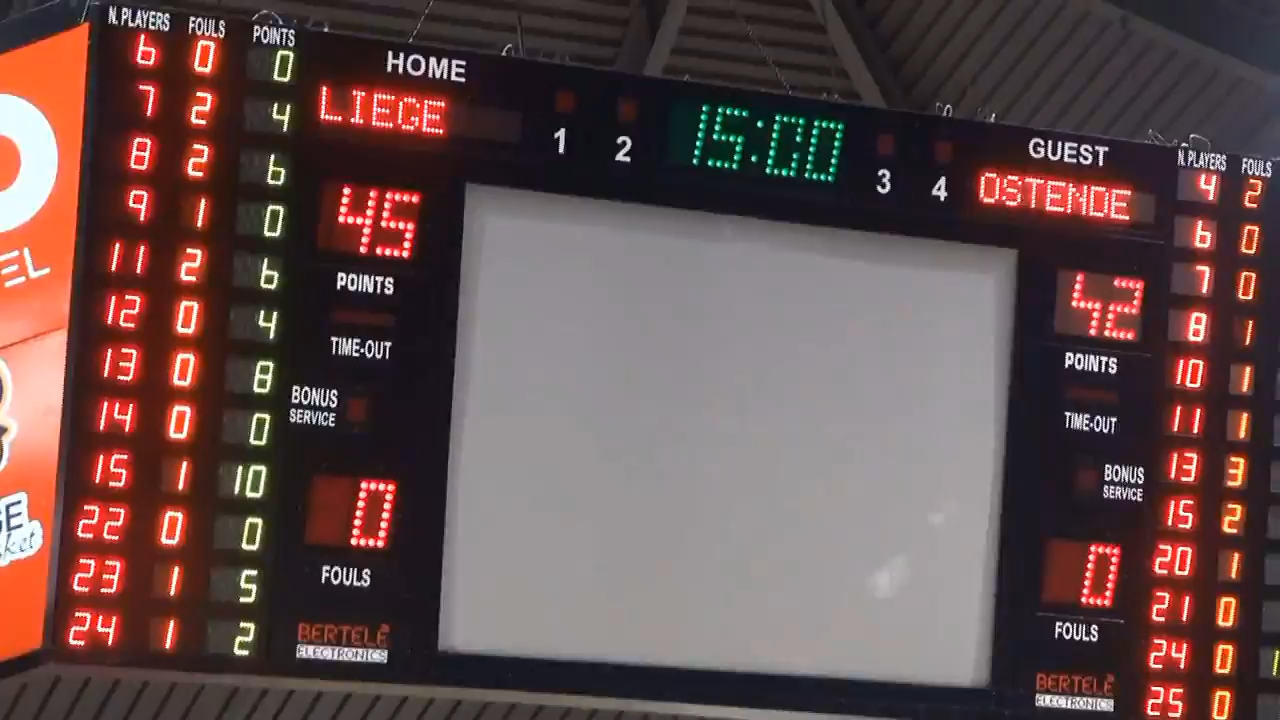 N. PLAYERS FOULS POINTS
6 0 0
7 2 4
8 2 6
9 1 0
11 2 6
12 0 4
13 0 8
14 0 0
15 1 10
22 0 0
23 1 5
24 1 2
HOME
LIEGE
1 2
15:00
3 4
GUEST
OSTENDE
45
POINTS
TIME-OUT
BONUS
SERVICE
0
FOULS
BERTELÈ
ELECTRONICS
42
POINTS
TIME-OUT
BONUS
SERVICE
0
FOULS
BERTELÈ
ELECTRONICS
N. PLAYERS FOULS
4 2
6 0
7 0
8 1
10 1
11 1
13 3
15 2
20 1
21 0
24 0
25 0